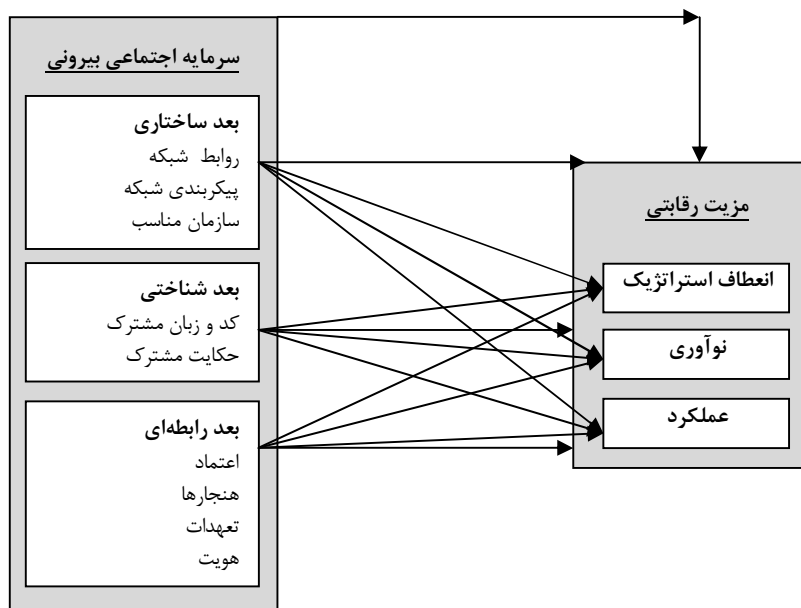 سرمایه اجتماعی بیرونی
بعد ساختاری
روابط شبکه
پیکربندی شبکه
سازمان مناسب
بعد شناختی
کد و زبان مشترک
حکایت مشترک
بعد رابطه‌ای
اعتماد
هنجارها
تعهدات
هویت
مزیت رقابتی
انعطاف استراتژیک
نوآوری
عملکرد